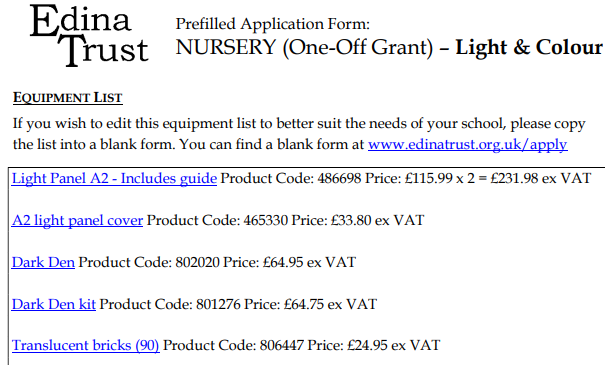 Edina
Trust
Prefilled Application Form:
NURSERY (One-Off Grant) – Light & Colour
EQUIPMENT LIST
If you wish to edit this equipment list to better suit the needs of your school, please copy
the list into a blank form. You can find a blank form at www.edinatrust.org.uk/apply
Light Panel A2 - Includes guide Product Code: 486698 Price: £115.99 x 2 = £231.98 ex VAT
A2 light panel cover Product Code: 465330 Price: £33.80 ex VAT
Dark Den Product Code: 802020 Price: £64.95 ex VAT
Dark Den kit Product Code: 801276 Price: £64.75 ex VAT
Translucent bricks (90) Product Code: 806447 Price: £24.95 ex VAT